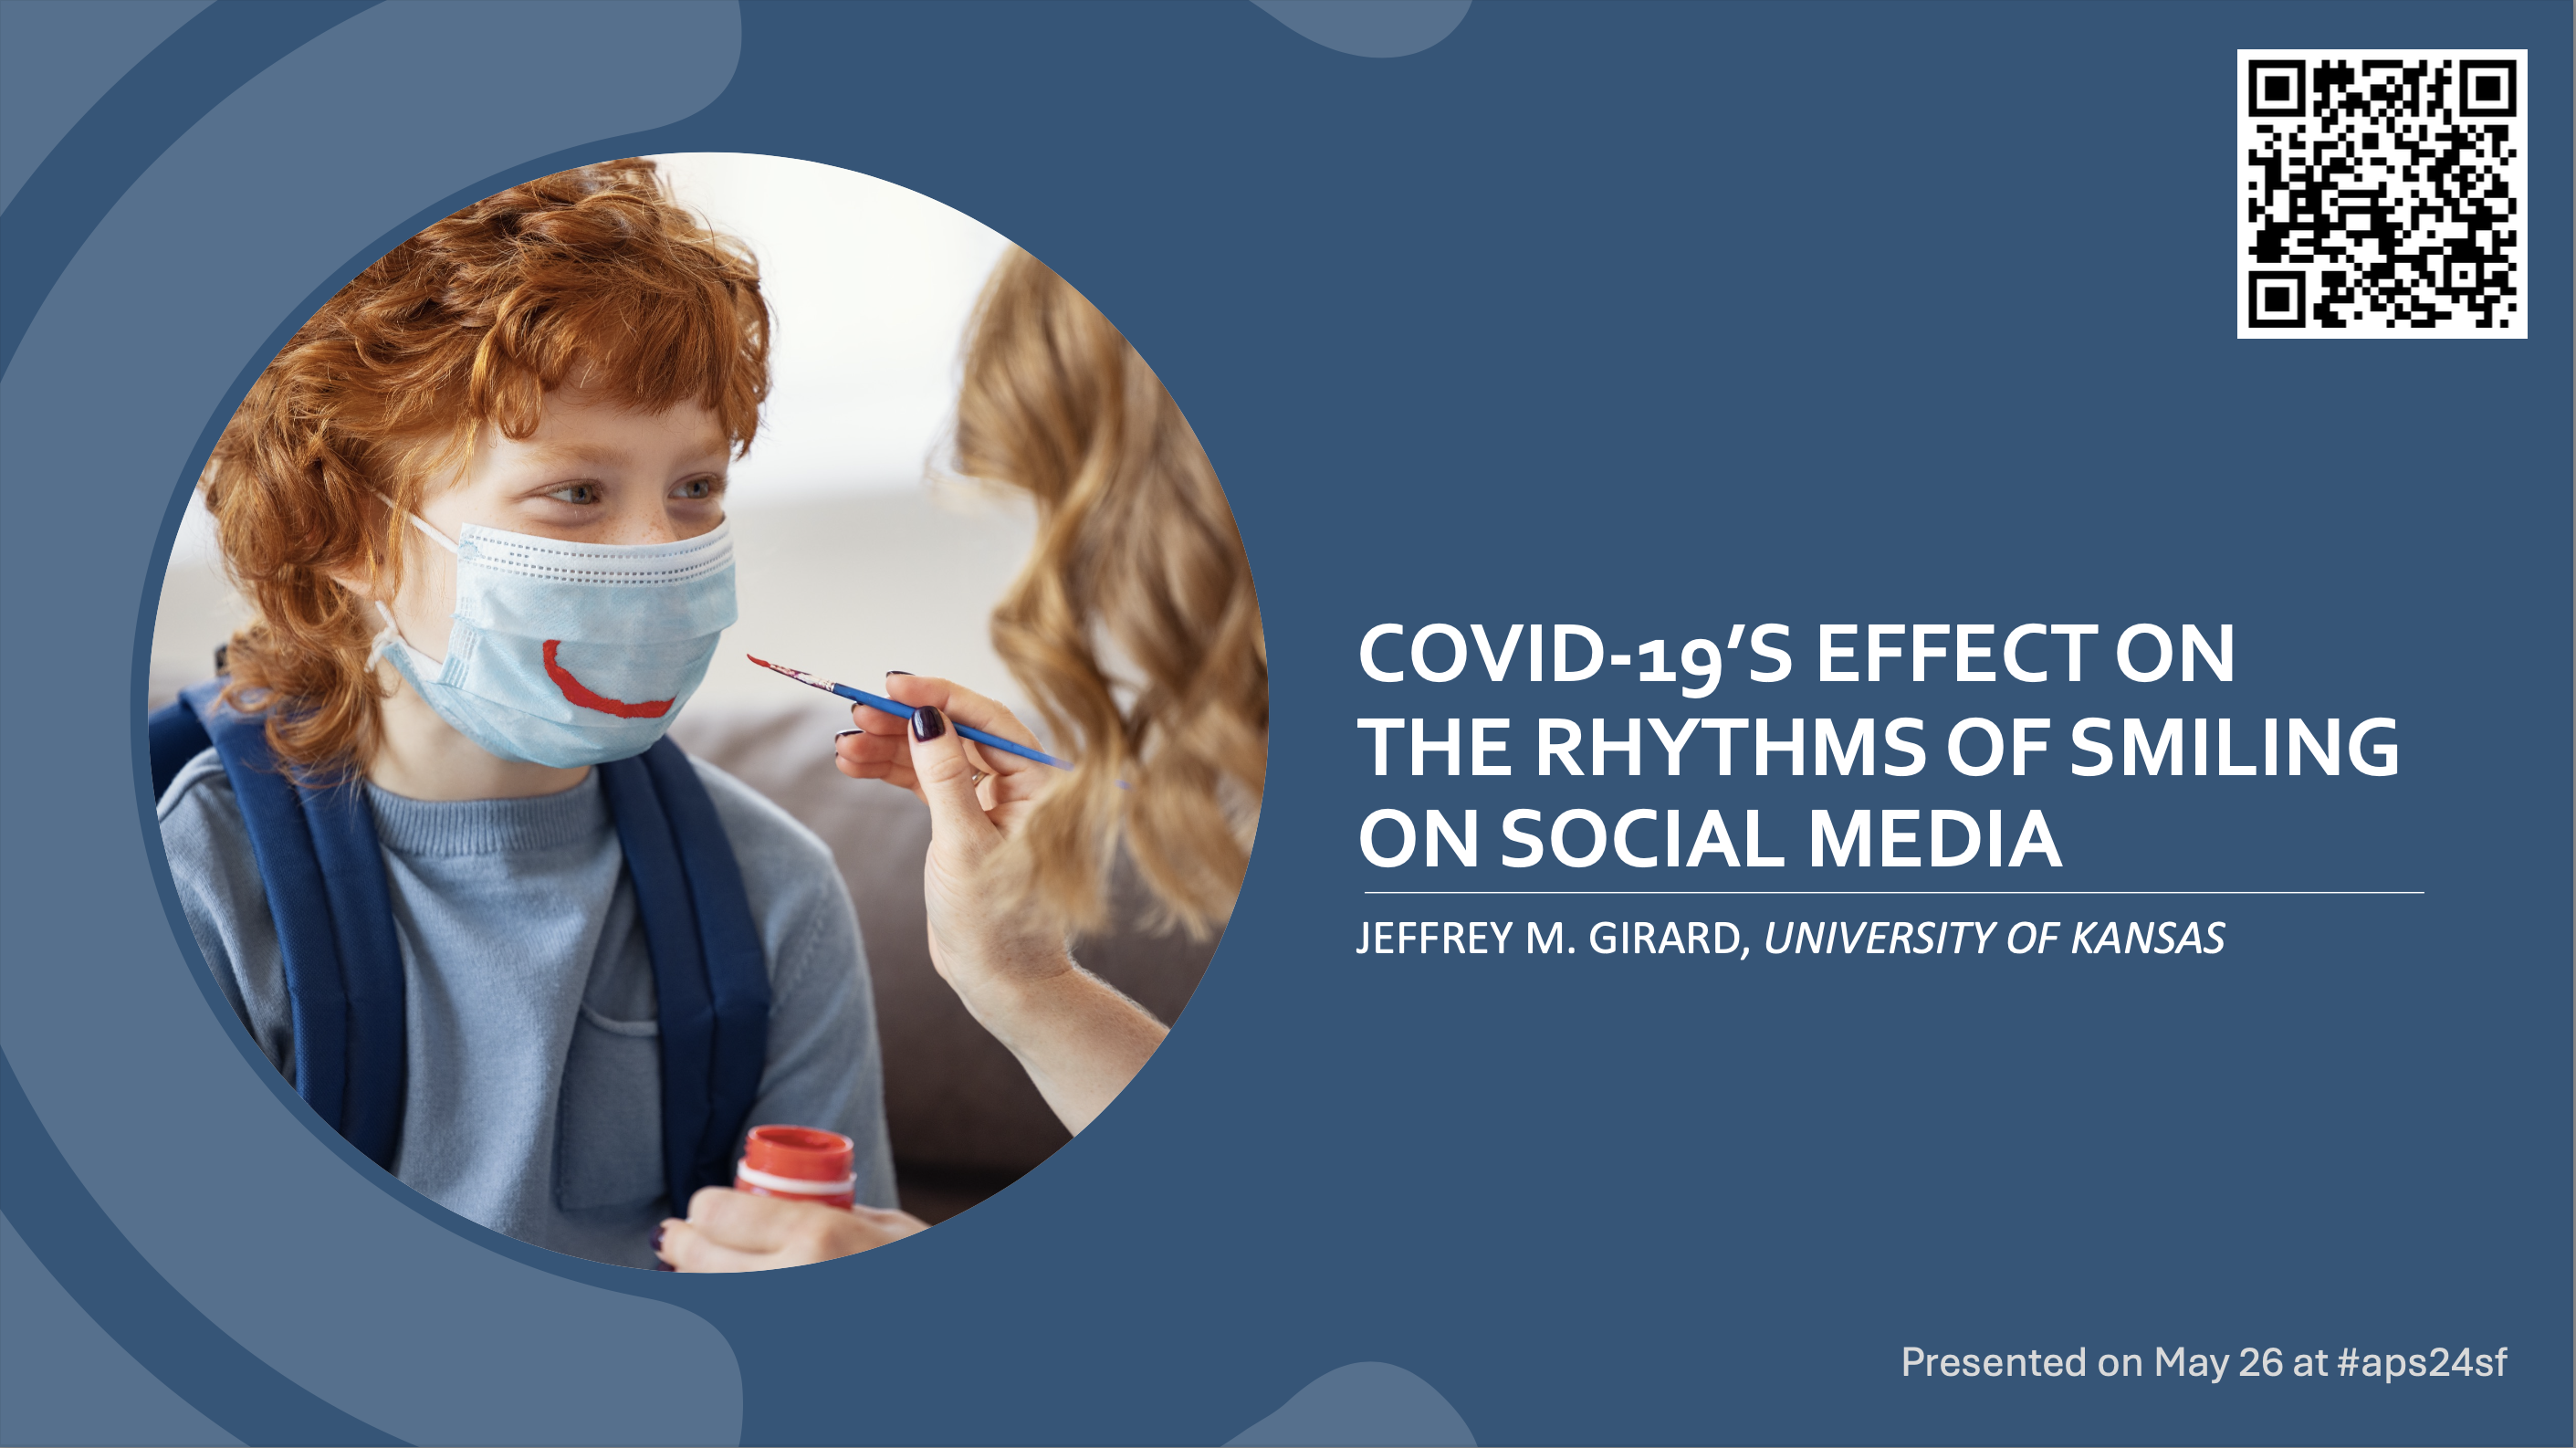 COVID-19’S EFFECT ON
THE RHYTHMS OF SMILING
ON SOCIAL MEDIA
JEFFREY M. GIRARD, UNIVERSITY OF KANSAS
Presented on May 26 at #aps24sf